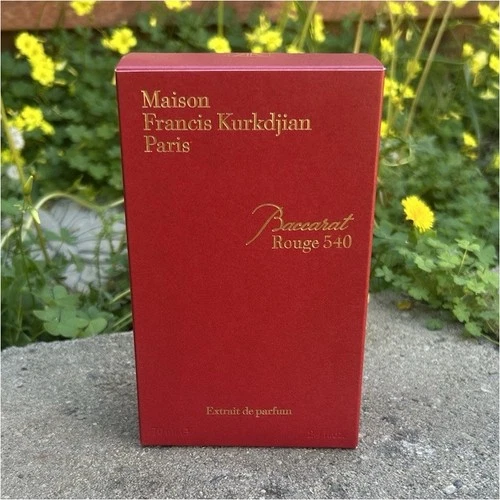 Maison
Francis Kurkdjian
Paris
Baccarat
Rouge 540
Extrait de parfum